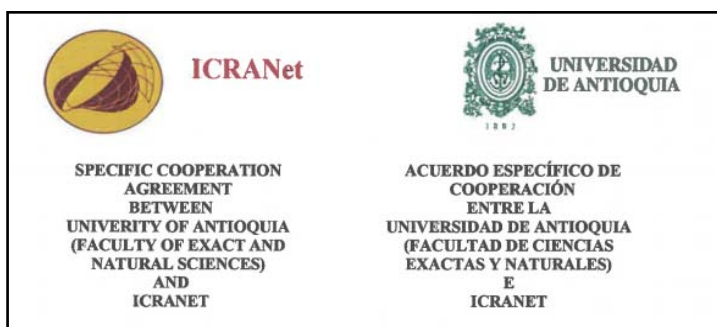 ICRANet
UNIVERSIDAD
DE ANTIOQUIA
1803
SPECIFIC COOPERATION
AGREEMENT
BETWEEN
UNIVERITY OF ANTIOQUIA
(FACULTY OF EXACT AND
NATURAL SCIENCES)
AND
ICRANET
ACUERDO ESPECÍFICO DE
COOPERACIÓN
ENTRE LA
UNIVERSIDAD DE ANTIOQUIA
(FACULTAD DE CIENCIAS
EXACTAS Y NATURALES)
E
ICRANET